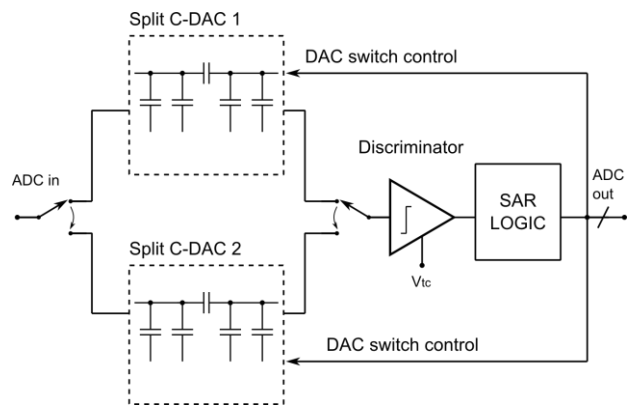 Split C-DAC 1
DAC switch control
Discriminator
ADC in
ADC
out
SAR
LOGIC
Vtc
Split C-DAC 2
DAC switch control